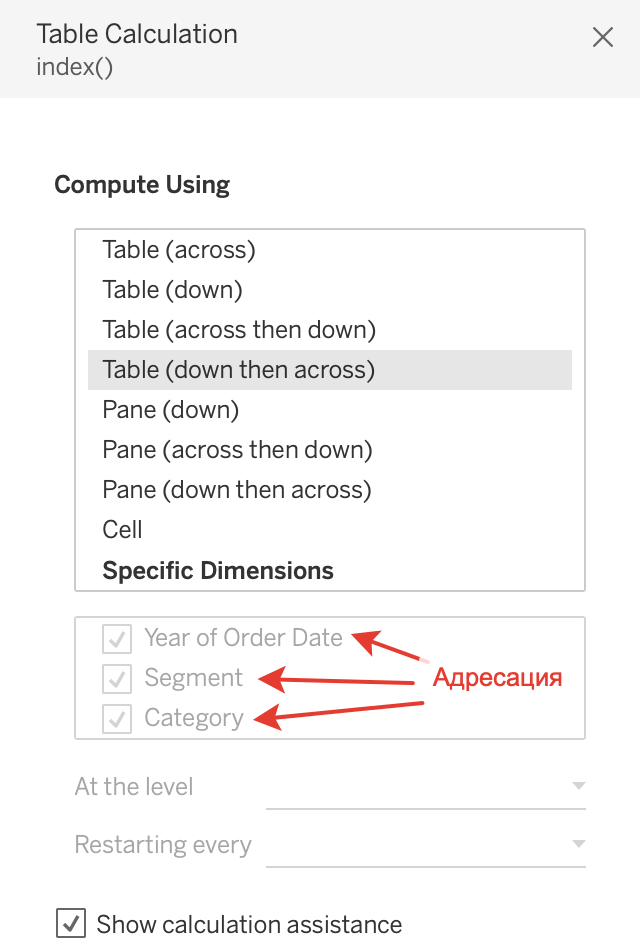 Table Calculation
index()
Compute Using
Table (across)
Table (down)
Table (across then down)
Table (down then across)
Pane (down)
Pane (across then down)
Pane (down then across)
Cell
Specific Dimensions
Year of Order Date
Segment
Адресация
Category
At the level
Restarting every
Show calculation assistance